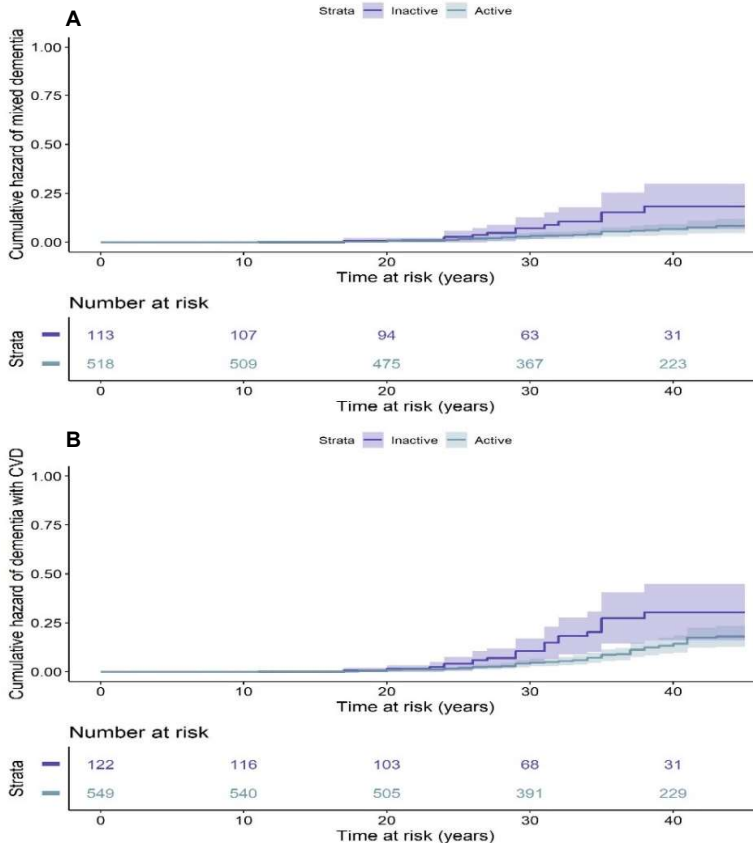 A
Strata Inactive Active
Cumulative hazard of mixed dementia
1.00
0.75
0.50
0.25
0.00
0 10 20 30 40
Time at risk (years)
Number at risk
Strata
113 107 94 63 31
518 509 475 367 223
0 10 20 30 40
Time at risk (years)
B
Strata Inactive Active
Cumulative hazard of dementia with CVD
1.00
0.75
0.50
0.25
0.00
0 10 20 30 40
Time at risk (years)
Number at risk
Strata
122 116 103 68 31
549 540 505 391 229
0 10 20 30 40
Time at risk (years)